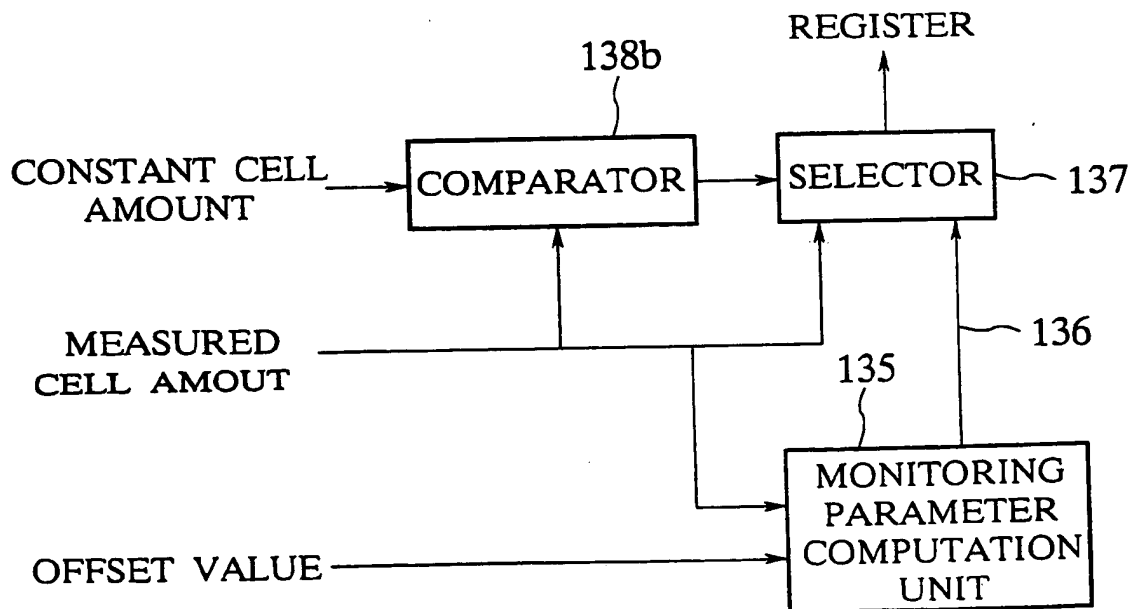 REGISTER
138b
CONSTANT CELL
AMOUNT
COMPARATOR
SELECTOR
137
MEASURED
CELL AMOUT
136
135
MONITORING
PARAMETER
COMPUTATION
UNIT
OFFSET VALUE